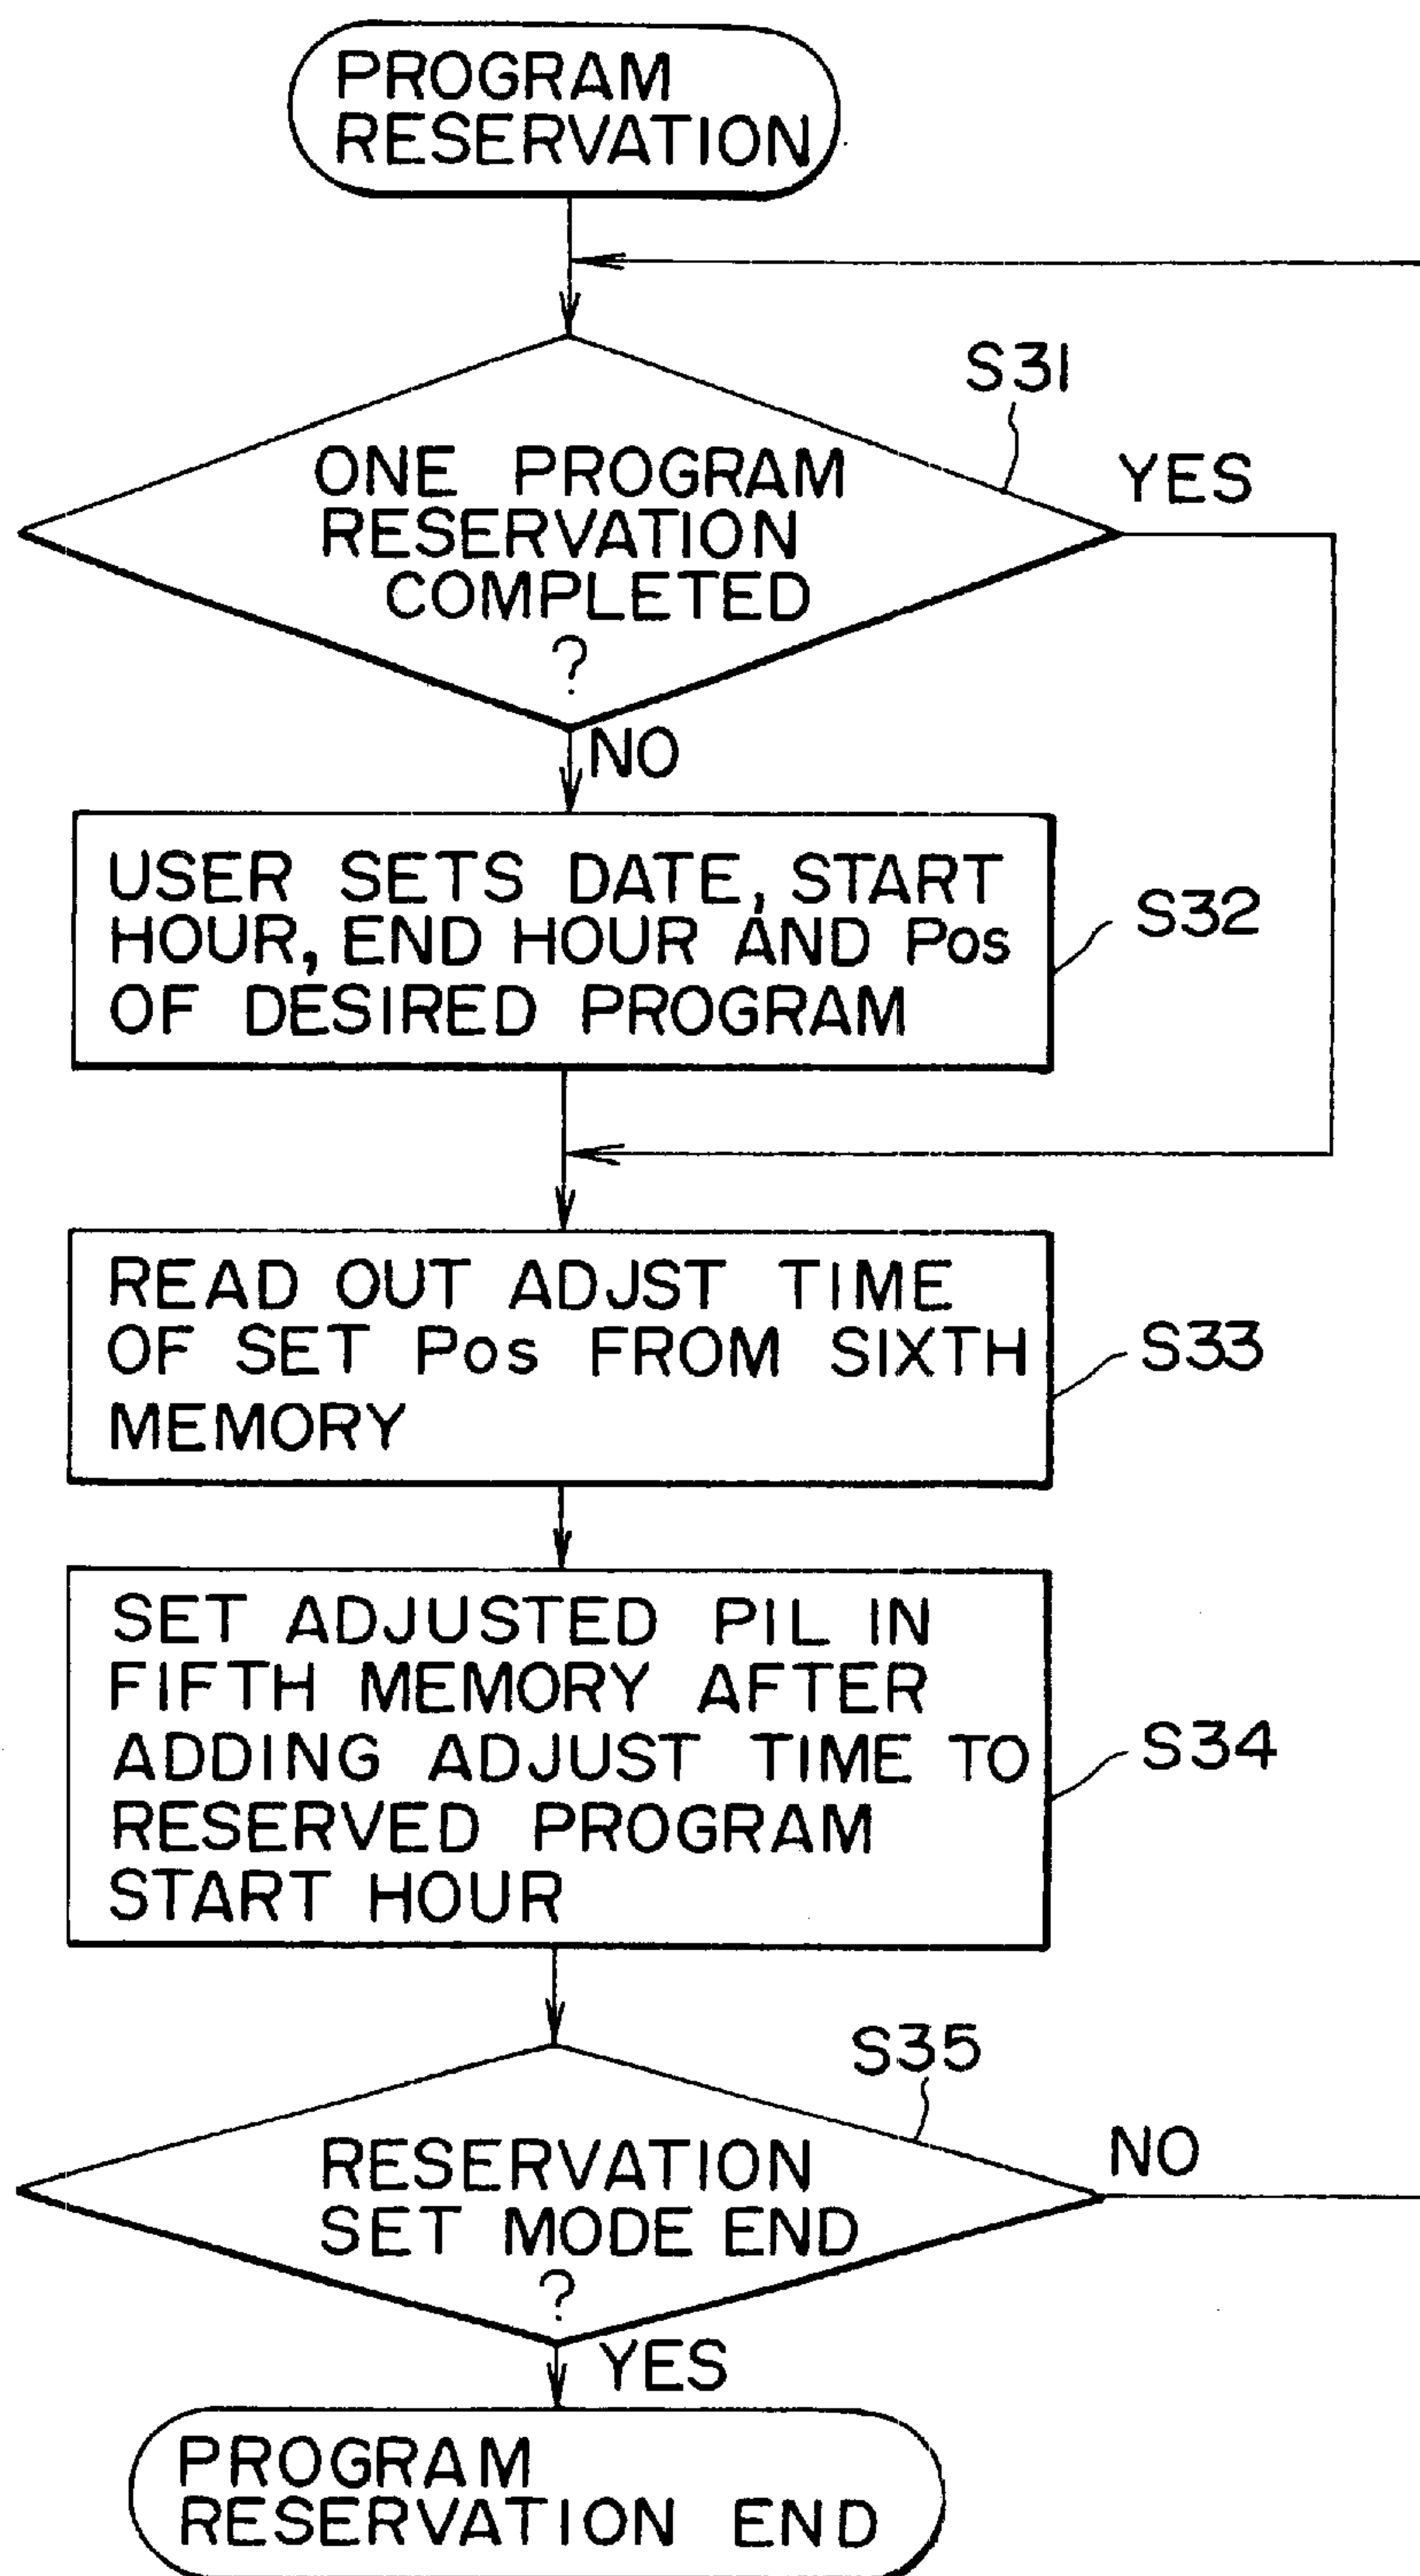 PROGRAM
RESERVATION
S31
ONE PROGRAM
RESERVATION
COMPLETED
?
YES
NO
USER SETS DATE, START
HOUR, END HOUR AND Pos
OF DESIRED PROGRAM
S32
READ OUT ADJST TIME
OF SET Pos FROM SIXTH
MEMORY
S33
SET ADJUSTED PIL IN
FIFTH MEMORY AFTER
ADDING ADJUST TIME TO
RESERVED PROGRAM
START HOUR
S34
S35
RESERVATION
SET MODE END
?
NO
YES
PROGRAM
RESERVATION END